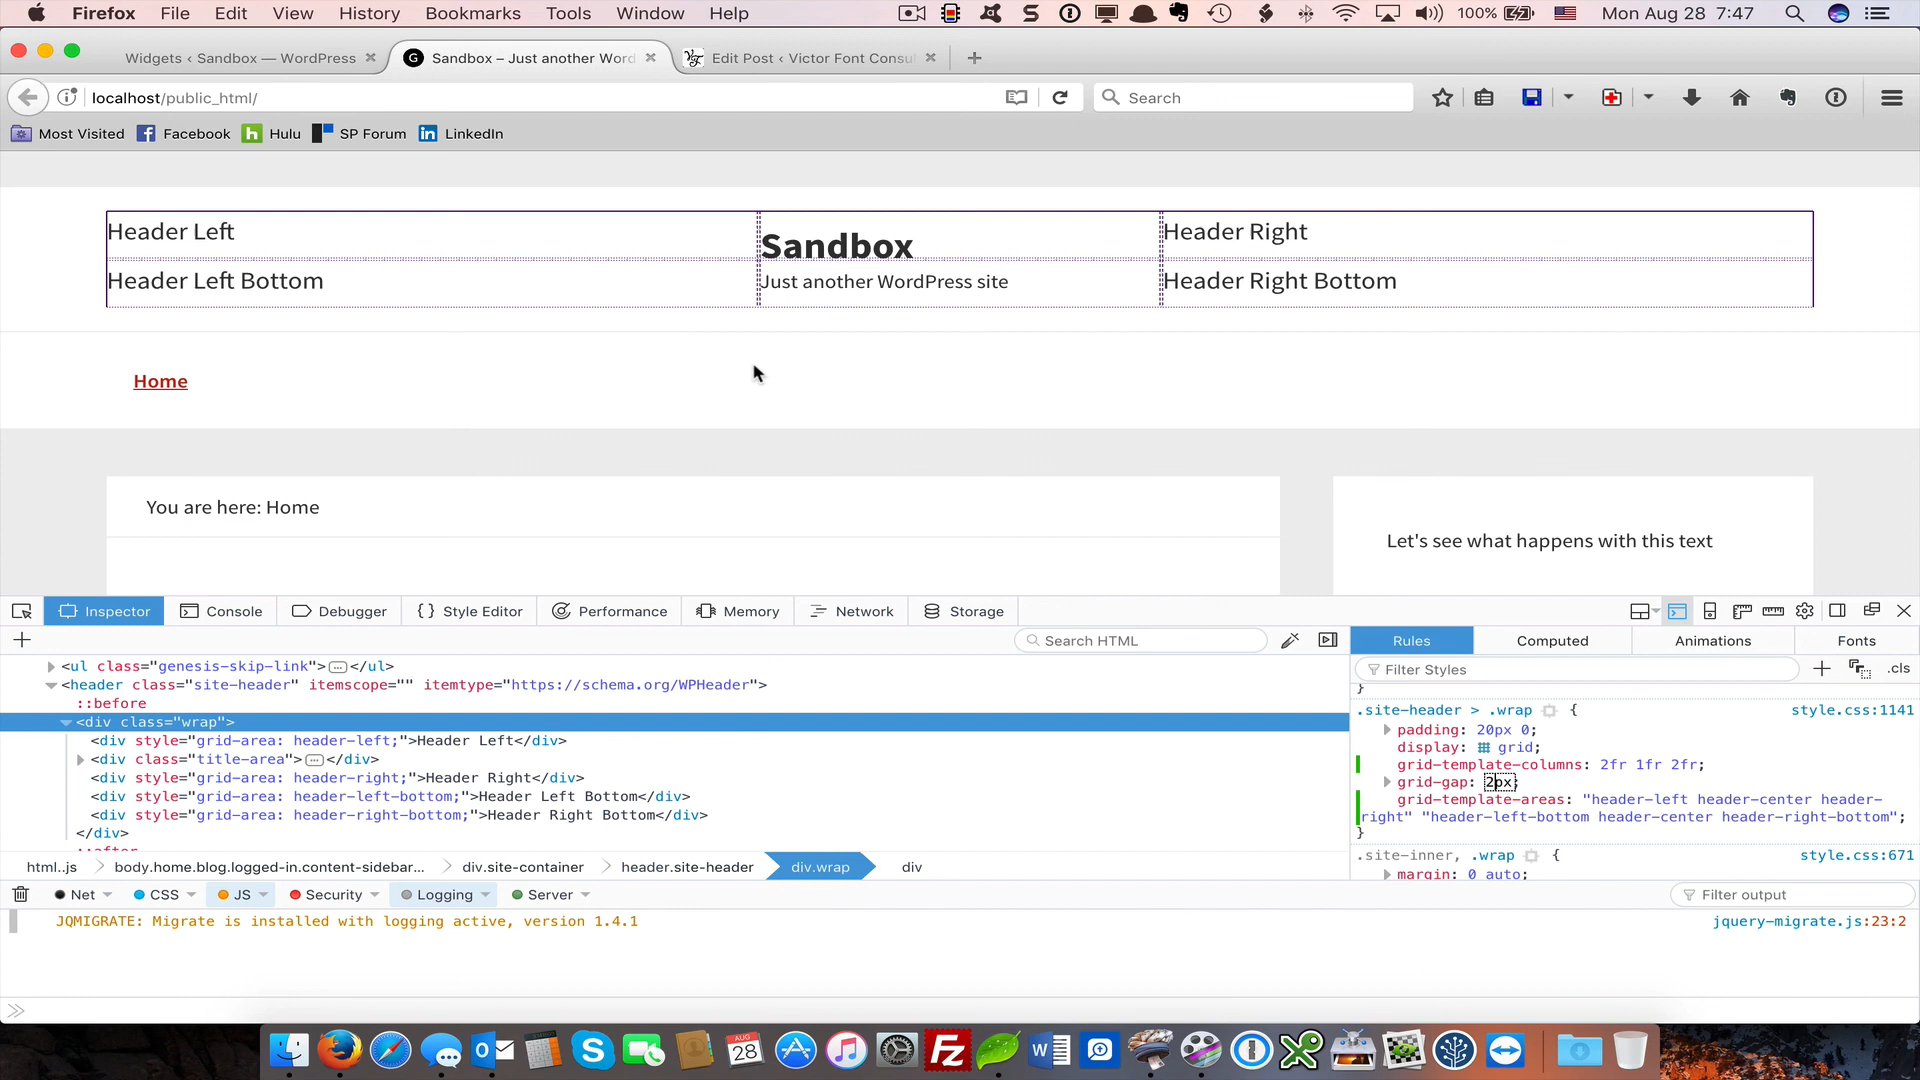 Firefox File Edit View History Bookmarks Tools Window Help 100% Mon Aug 28 7:47
Widgets ‹ Sandbox — WordPress Sandbox – Just another Word Edit Post ‹ Victor Font Consu
localhost/public_html/ Search
Most Visited Facebook Hulu SP Forum LinkedIn
Header Left Sandbox Header Right
Header Left Bottom Just another WordPress site Header Right Bottom
Home
You are here: Home
Let's see what happens with this text
Inspector Console Debugger Style Editor Performance Memory Network Storage
Search HTML Rules Computed Animations Fonts
<ul class="genesis-skip-link"></ul> Filter Styles .cls
<header class="site-header" itemscope="" itemtype="https://schema.org/WPHeader"> }
::before .site-header > .wrap { style.css:1141
<div class="wrap"> padding: 20px 0;
<div style="grid-area: header-left;">Header Left</div> display: grid;
<div class="title-area"></div> grid-template-columns: 2fr 1fr 2fr;
<div style="grid-area: header-right;">Header Right</div> grid-gap: 2px;
<div style="grid-area: header-left-bottom;">Header Left Bottom</div> grid-template-areas: "header-left header-center header-
<div style="grid-area: header-right-bottom;">Header Right Bottom</div> right" "header-left-bottom header-center header-right-bottom";
</div> }
::after .site-inner, .wrap { style.css:671
html.js body.home.blog.logged-in.content-sidebar... div.site-container header.site-header div.wrap div margin: 0 auto;
Net CSS JS Security Logging Server Filter output
JQMIGRATE: Migrate is installed with logging active, version 1.4.1 jquery-migrate.js:23:2
AUG
28